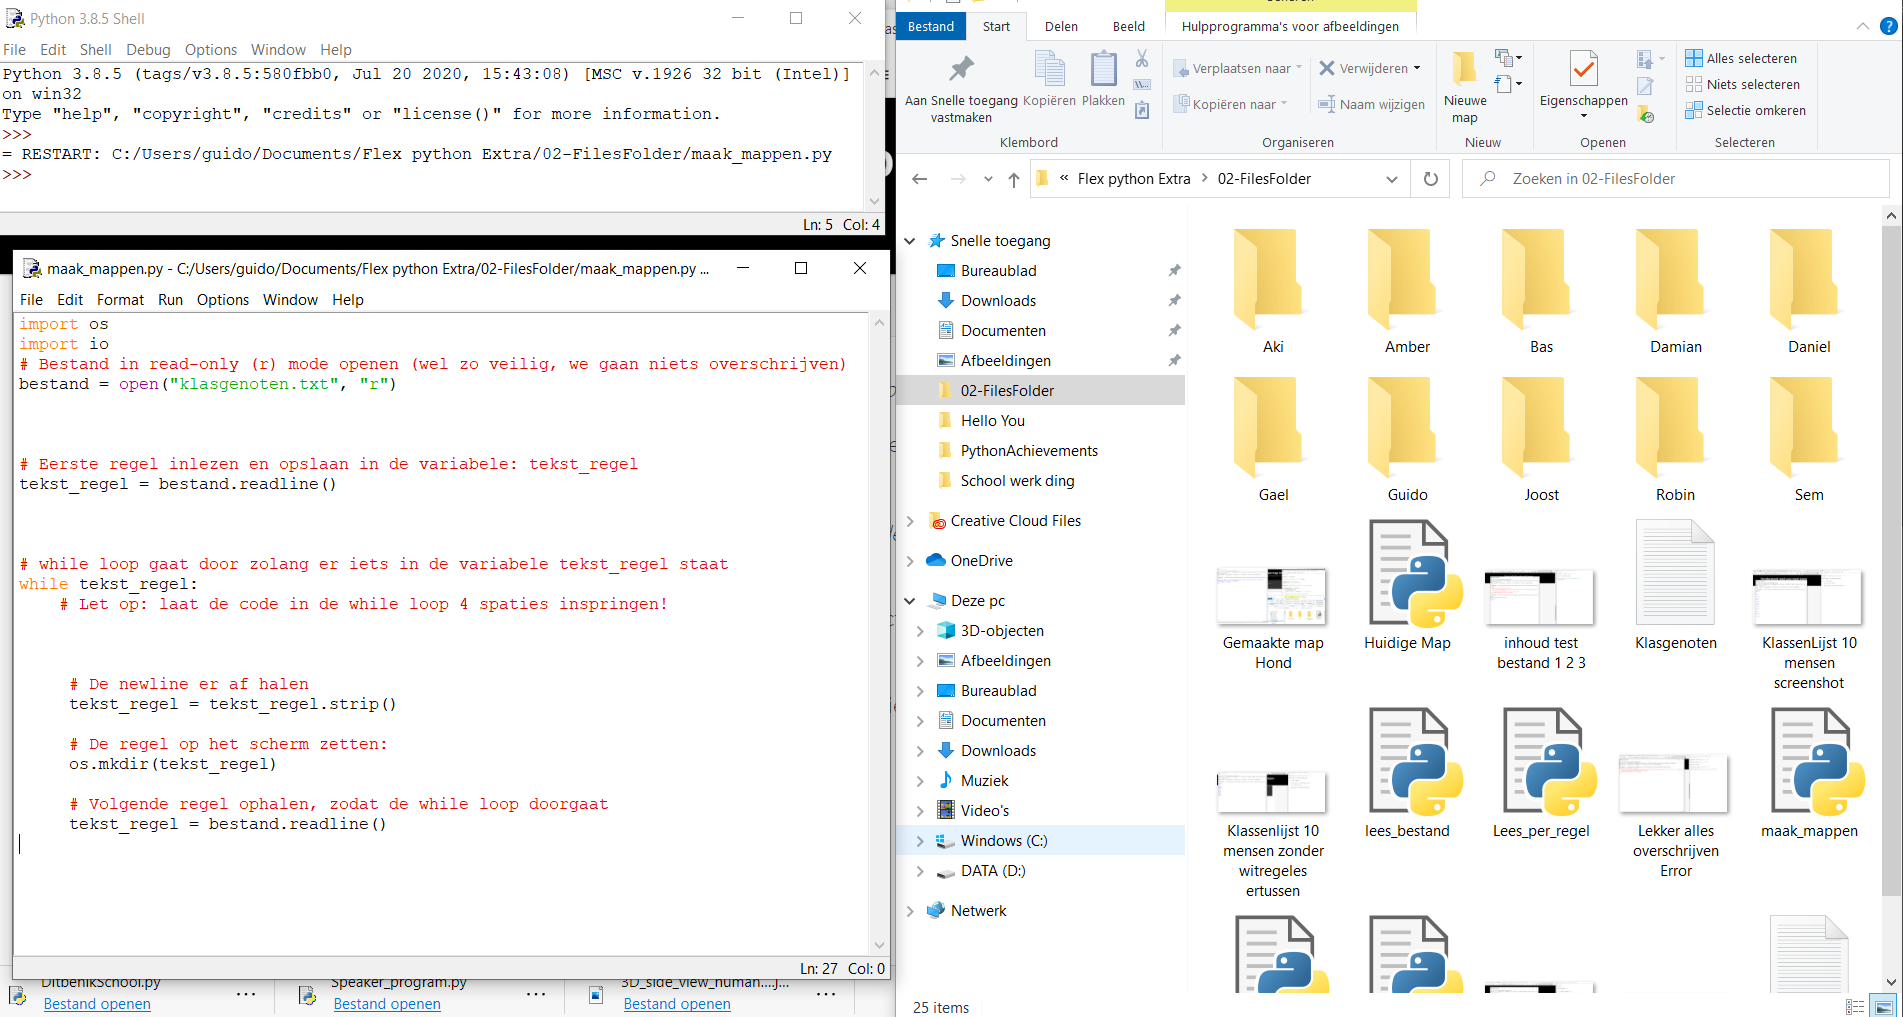 Python 3.8.5 Shell
File Edit Shell Debug Options Window Help
Python 3.8.5 (tags/v3.8.5:580fbb0, Jul 20 2020, 15:43:08) [MSC v.1926 32 bit (Intel)]
on win32
Type "help", "copyright", "credits" or "license()" for more information.
>>>
= RESTART: C:/Users/guido/Documents/Flex python Extra/02-FilesFolder/maak_mappen.py
>>>
Ln: 5 Col: 4
maak_mappen.py - C:/Users/guido/Documents/Flex python Extra/02-FilesFolder/maak_mappen.py ...
File Edit Format Run Options Window Help
import os
import io
# Bestand in read-only (r) mode openen (wel zo veilig, we gaan niets overschrijven)
bestand = open("klasgenoten.txt", "r")
# Eerste regel inlezen en opslaan in de variabele: tekst_regel
tekst_regel = bestand.readline()
# while loop gaat door zolang er iets in de variabele tekst_regel staat
while tekst_regel:
# Let op: laat de code in de while loop 4 spaties inspringen!
# De newline er af halen
tekst_regel = tekst_regel.strip()
# De regel op het scherm zetten:
os.mkdir(tekst_regel)
# Volgende regel ophalen, zodat de while loop doorgaat
tekst_regel = bestand.readline()
Ln: 27 Col: 0
DitbenikSchool.py
Bestand openen
Speaker_program.py
Bestand openen
3D_side_view_human....j...
Bestand openen
Bestand Start Delen Beeld Hulpprogramma's voor afbeeldingen
Aan Snelle toegang
vastmaken
Kopiëren
Plakken
Klembord
Verplaatsen naar
Kopiëren naar
Verwijderen
Naam wijzigen
Organiseren
Nieuwe
map
Nieuw
Eigenschappen
Openen
Alles selecteren
Niets selecteren
Selectie omkeren
Selecteren
« Flex python Extra > 02-FilesFolder
Zoeken in 02-FilesFolder
Snelle toegang
Bureaublad
Downloads
Documenten
Afbeeldingen
02-FilesFolder
Hello You
PythonAchievements
School werk ding
Creative Cloud Files
OneDrive
Deze pc
3D-objecten
Afbeeldingen
Bureaublad
Documenten
Downloads
Muziek
Video's
Windows (C:)
DATA (D:)
Netwerk
Aki
Amber
Bas
Damian
Daniel
Gael
Guido
Joost
Robin
Sem
Gemaakte map
Hond
Huidige Map
inhoud test
bestand 1 2 3
Klasgenoten
KlassenLijst 10
mensen
screenshot
Klassenlijst 10
mensen zonder
witregeles
ertussen
lees_bestand
Lees_per_regel
Lekker alles
overschrijven
Error
maak_mappen
25 items